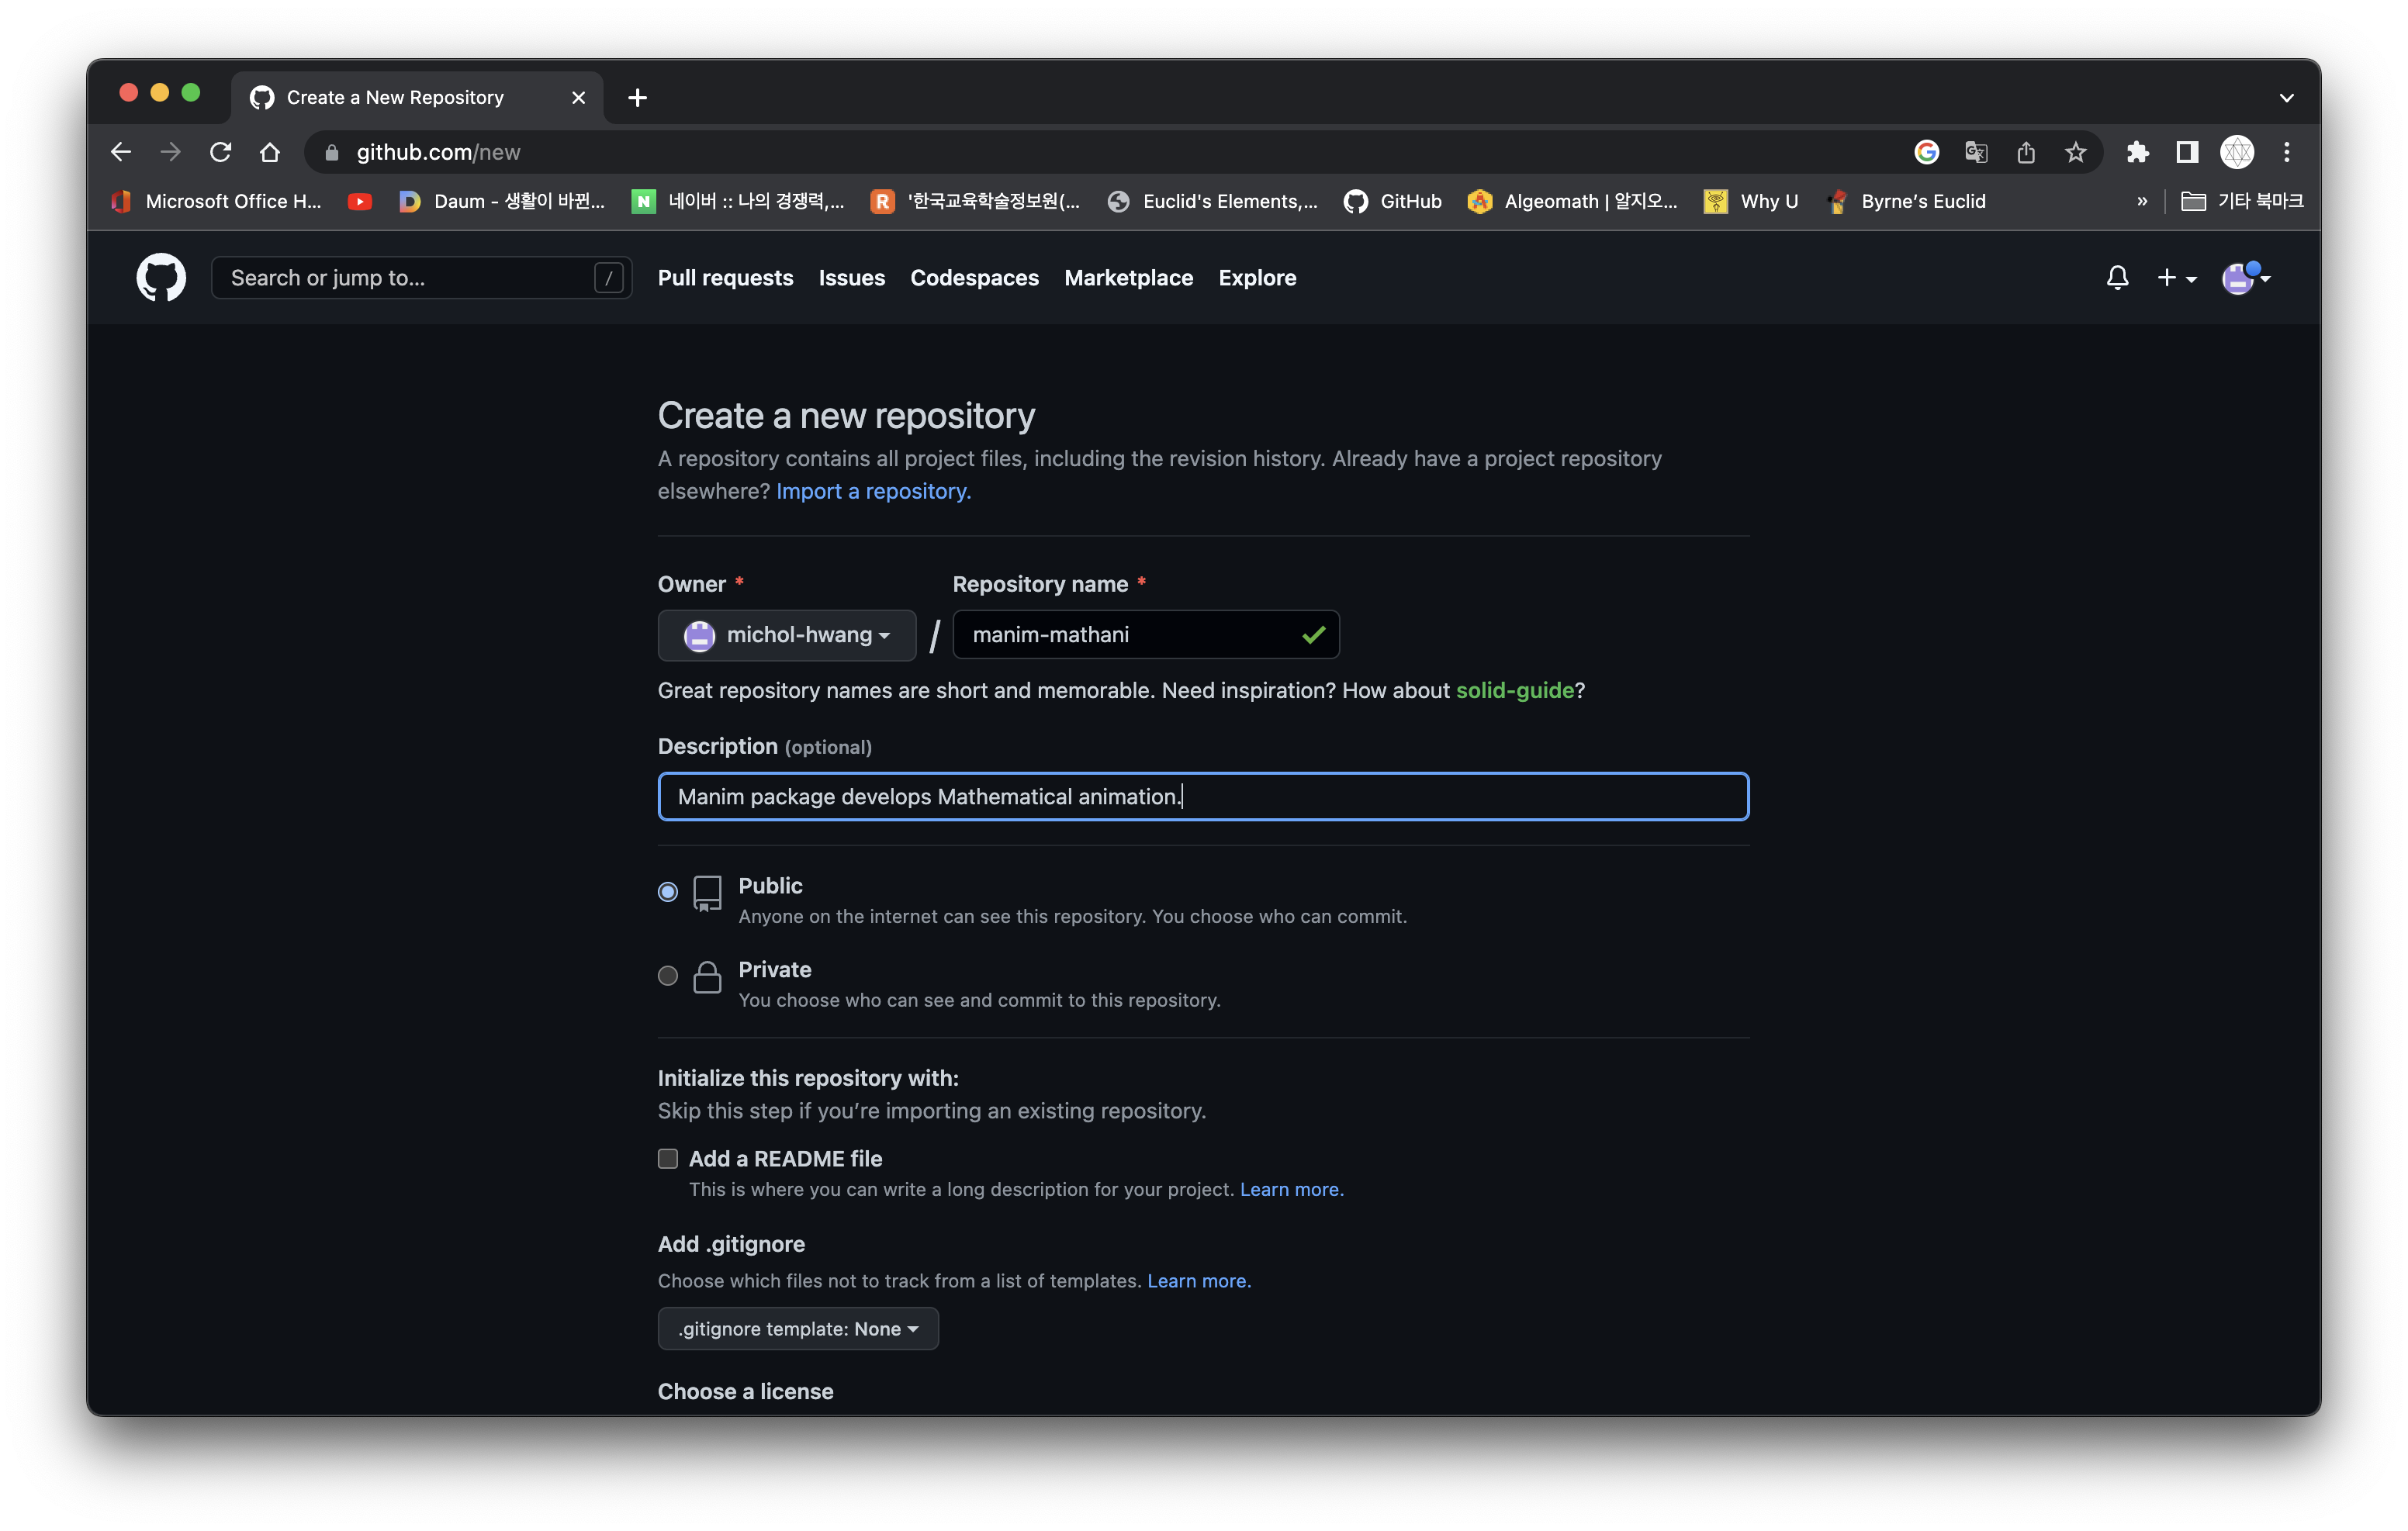 Create a New Repository
github.com/new
Microsoft Office H...
Daum - 생활이 바뀐...
N
네이버 :: 나의 경쟁력,...
R
'한국교육학술정보원(...
Euclid's Elements,...
GitHub
Algeomath | 알지오...
Why U
Byrne's Euclid
»
기타 북마크
Search or jump to...
/
Pull requests
Issues
Codespaces
Marketplace
Explore
Create a new repository
A repository contains all project files, including the revision history. Already have a project repository
elsewhere? Import a repository.
Owner *
Repository name *
michol-hwang
/
manim-mathani
Great repository names are short and memorable. Need inspiration? How about solid-guide?
Description (optional)
Manim package develops Mathematical animation.
Public
Anyone on the internet can see this repository. You choose who can commit.
Private
You choose who can see and commit to this repository.
Initialize this repository with:
Skip this step if you’re importing an existing repository.
Add a README file
This is where you can write a long description for your project. Learn more.
Add .gitignore
Choose which files not to track from a list of templates. Learn more.
.gitignore template: None
Choose a license